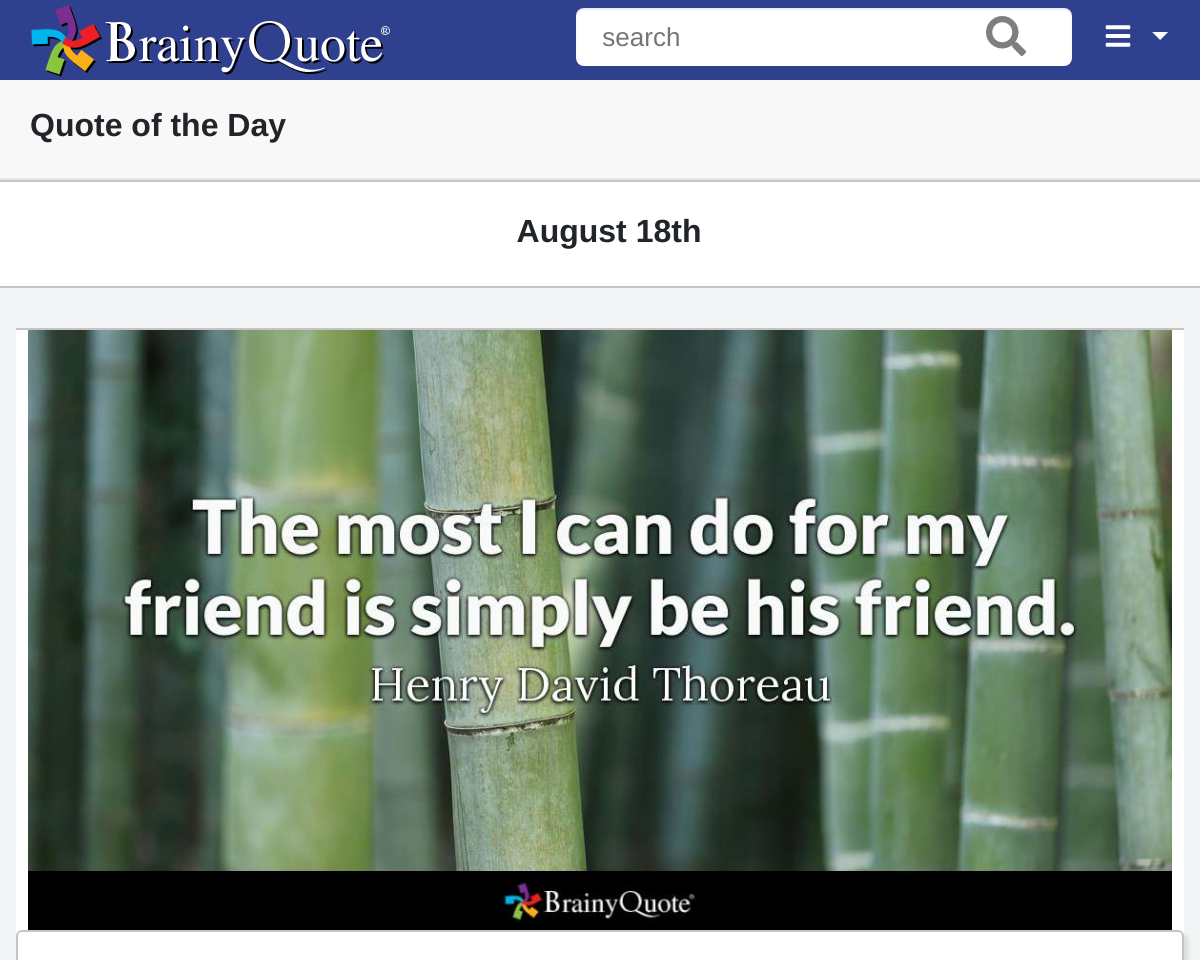 BrainyQuote®
search
Quote of the Day
August 18th
The most I can do for my
friend is simply be his friend.
Henry David Thoreau
BrainyQuote®